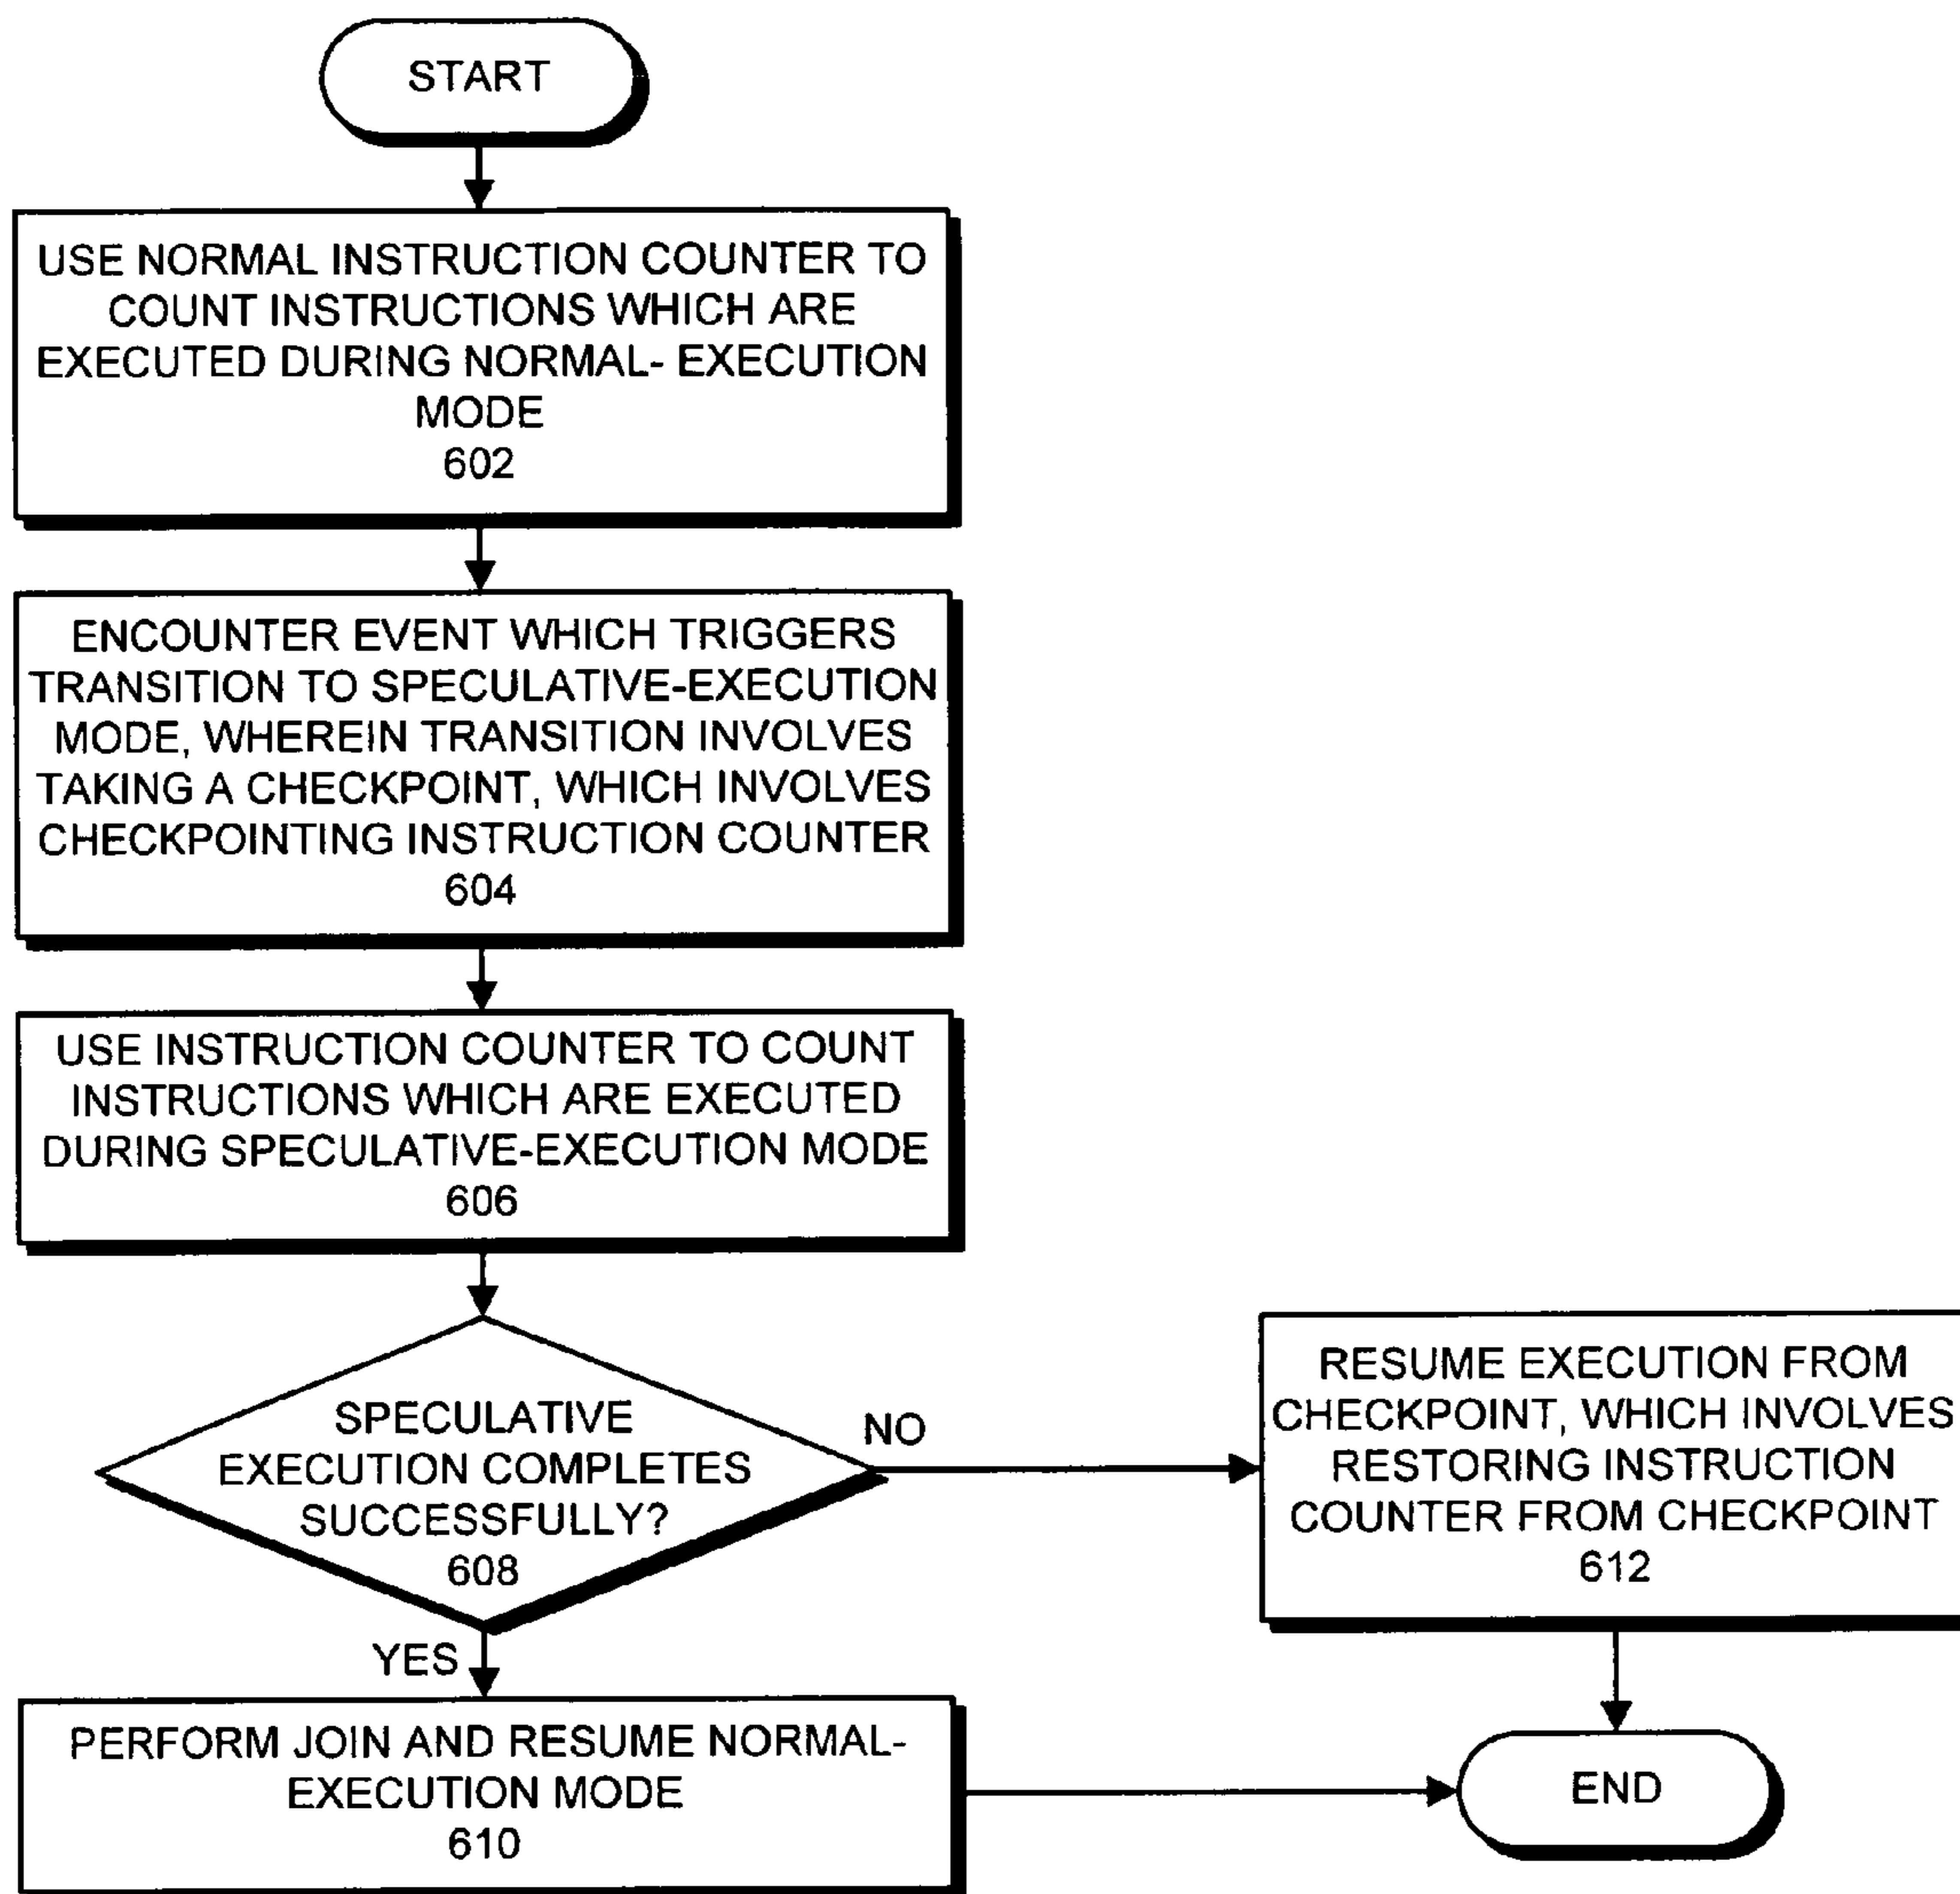 START
USE NORMAL INSTRUCTION COUNTER TO
COUNT INSTRUCTIONS WHICH ARE
EXECUTED DURING NORMAL- EXECUTION
MODE
602
ENCOUNTER EVENT WHICH TRIGGERS
TRANSITION TO SPECULATIVE-EXECUTION
MODE, WHEREIN TRANSITION INVOLVES
TAKING A CHECKPOINT, WHICH INVOLVES
CHECKPOINTING INSTRUCTION COUNTER
604
USE INSTRUCTION COUNTER TO COUNT
INSTRUCTIONS WHICH ARE EXECUTED
DURING SPECULATIVE-EXECUTION MODE
606
SPECULATIVE
EXECUTION COMPLETES
SUCCESSFULLY?
608
NO
RESUME EXECUTION FROM
CHECKPOINT, WHICH INVOLVES
RESTORING INSTRUCTION
COUNTER FROM CHECKPOINT
612
YES
PERFORM JOIN AND RESUME NORMAL-
EXECUTION MODE
610
END